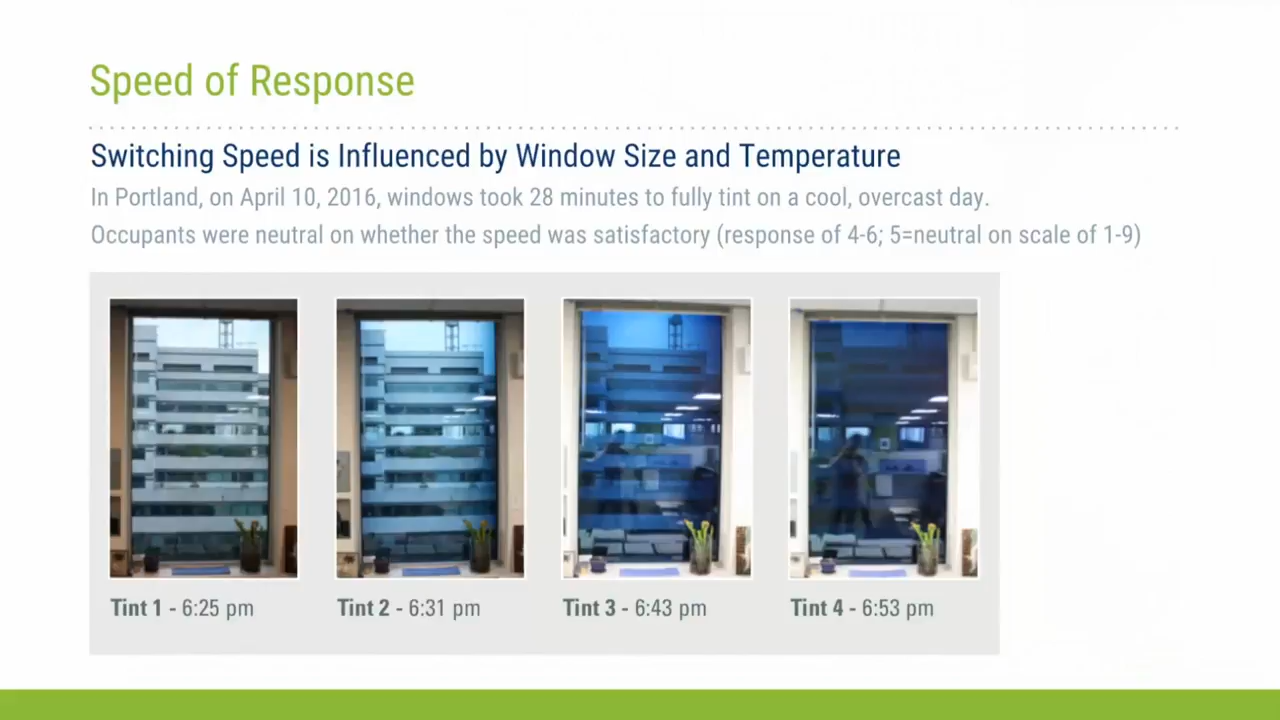 Speed of Response
Switching Speed is Influenced by Window Size and Temperature
In Portland, on April 10, 2016, windows took 28 minutes to fully tint on a cool, overcast day.
Occupants were neutral on whether the speed was satisfactory (response of 4-6; 5=neutral on scale of 1-9)
Tint 1 - 6:25 pm
Tint 2 - 6:31 pm
Tint 3 - 6:43 pm
Tint 4 - 6:53 pm